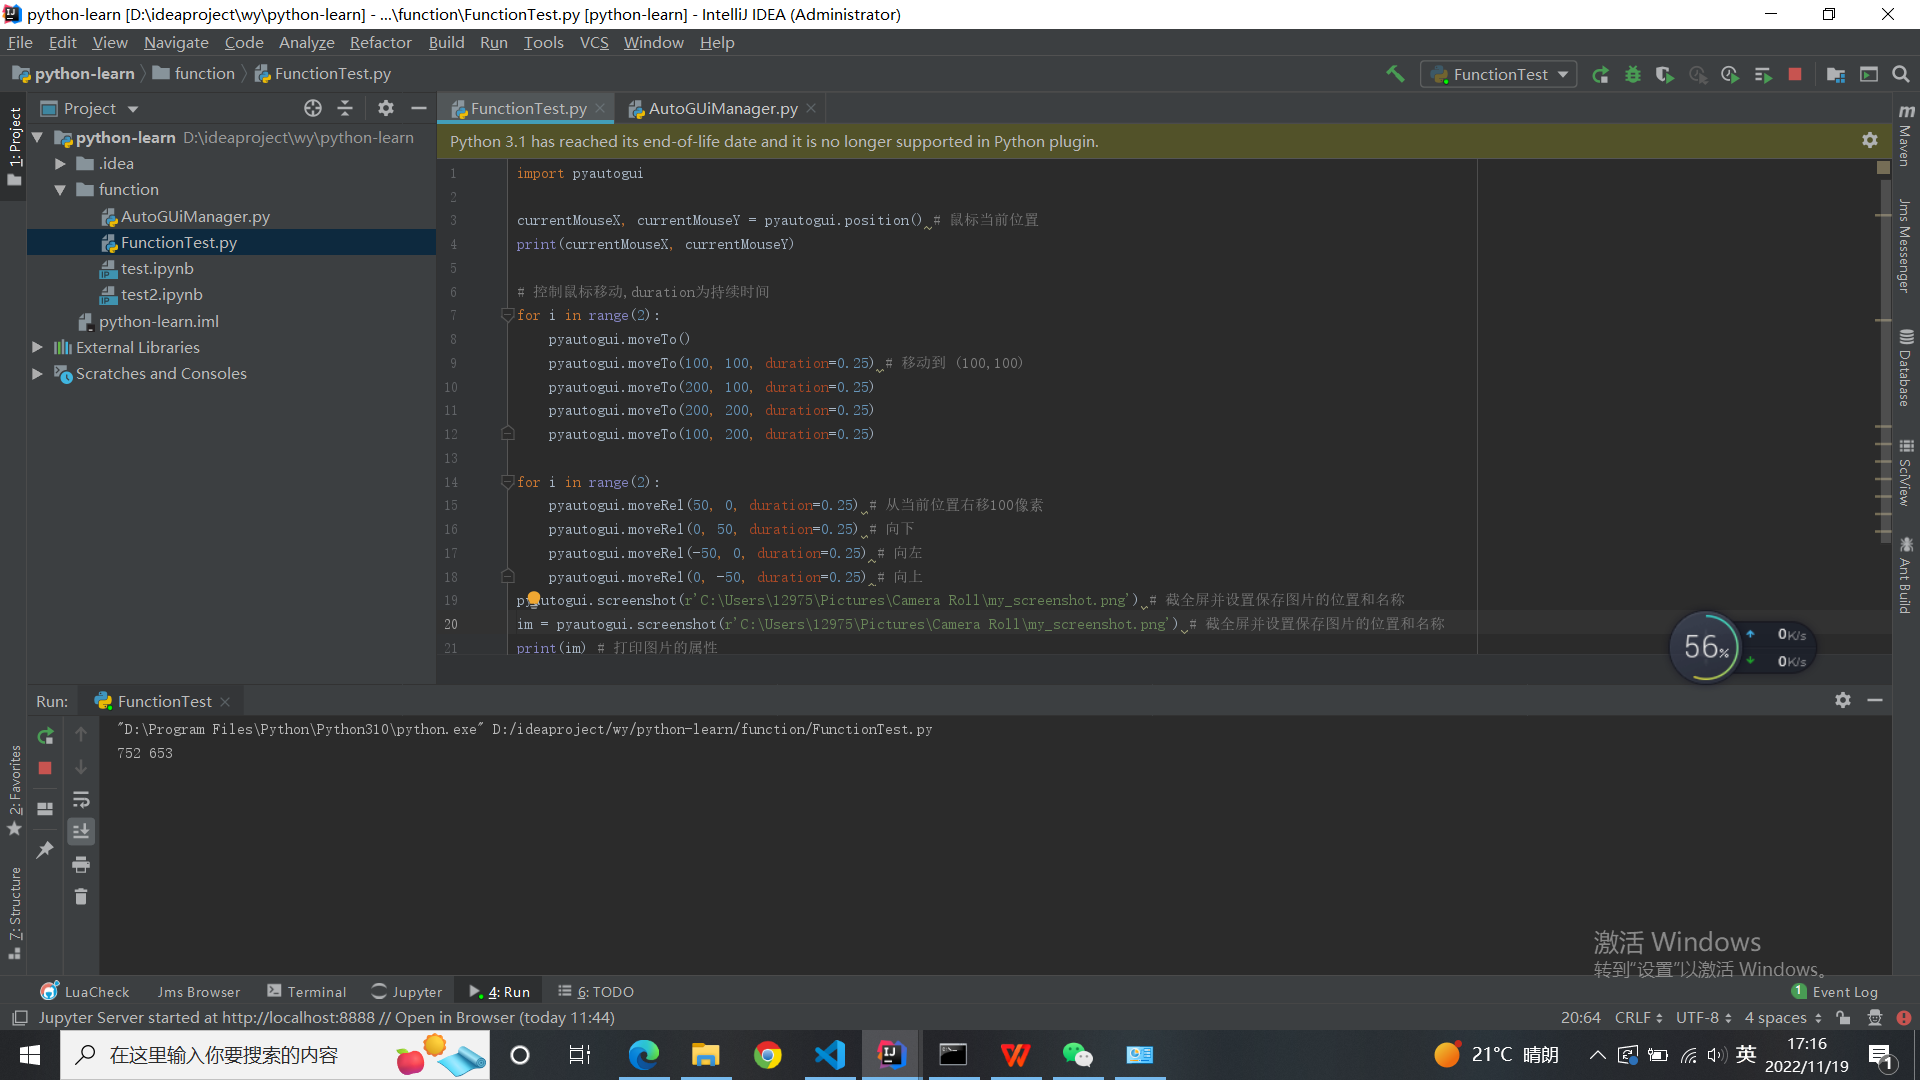 python-learn [D:\ideaproject\wy\python-learn] - ...\function\FunctionTest.py [python-learn] - IntelliJ IDEA (Administrator)
File Edit View Navigate Code Analyze Refactor Build Run Tools VCS Window Help
python-learn function FunctionTest.py FunctionTest
Project FunctionTest.py AutoGUiManager.py
1: Project
python-learn D:\ideaproject\wy\python-learn
.idea
function
AutoGUiManager.py
FunctionTest.py
test.ipynb
test2.ipynb
python-learn.iml
External Libraries
Scratches and Consoles
Python 3.1 has reached its end-of-life date and it is no longer supported in Python plugin.
1 import pyautogui
2
3 currentMouseX, currentMouseY = pyautogui.position() # 鼠标当前位置
4 print(currentMouseX, currentMouseY)
5
6 # 控制鼠标移动,duration为持续时间
7 for i in range(2):
8 pyautogui.moveTo()
9 pyautogui.moveTo(100, 100, duration=0.25) # 移动到 (100,100)
10 pyautogui.moveTo(200, 100, duration=0.25)
11 pyautogui.moveTo(200, 200, duration=0.25)
12 pyautogui.moveTo(100, 200, duration=0.25)
13
14 for i in range(2):
15 pyautogui.moveRel(50, 0, duration=0.25) # 从当前位置右移100像素
16 pyautogui.moveRel(0, 50, duration=0.25) # 向下
17 pyautogui.moveRel(-50, 0, duration=0.25) # 向左
18 pyautogui.moveRel(0, -50, duration=0.25) # 向上
19 pyautogui.screenshot(r'C:\Users\12975\Pictures\Camera Roll\my_screenshot.png') # 截全屏并设置保存图片的位置和名称
20 im = pyautogui.screenshot(r'C:\Users\12975\Pictures\Camera Roll\my_screenshot.png') # 截全屏并设置保存图片的位置和名称
21 print(im) # 打印图片的属性
Maven
Jms Messenger
Database
SciView
Ant Build
56%
0K/s
0K/s
Run: FunctionTest
"D:\Program Files\Python\Python310\python.exe" D:/ideaproject/wy/python-learn/function/FunctionTest.py
752 653
2: Favorites
Z: Structure
激活 Windows
转到“设置”以激活 Windows。
LuaCheck Jms Browser Terminal Jupyter 4: Run 6: TODO 1 Event Log
Jupyter Server started at http://localhost:8888 // Open in Browser (today 11:44) 20:64 CRLF UTF-8 4 spaces
在这里输入你要搜索的内容
21°C 晴朗 英
17:16
2022/11/19
1